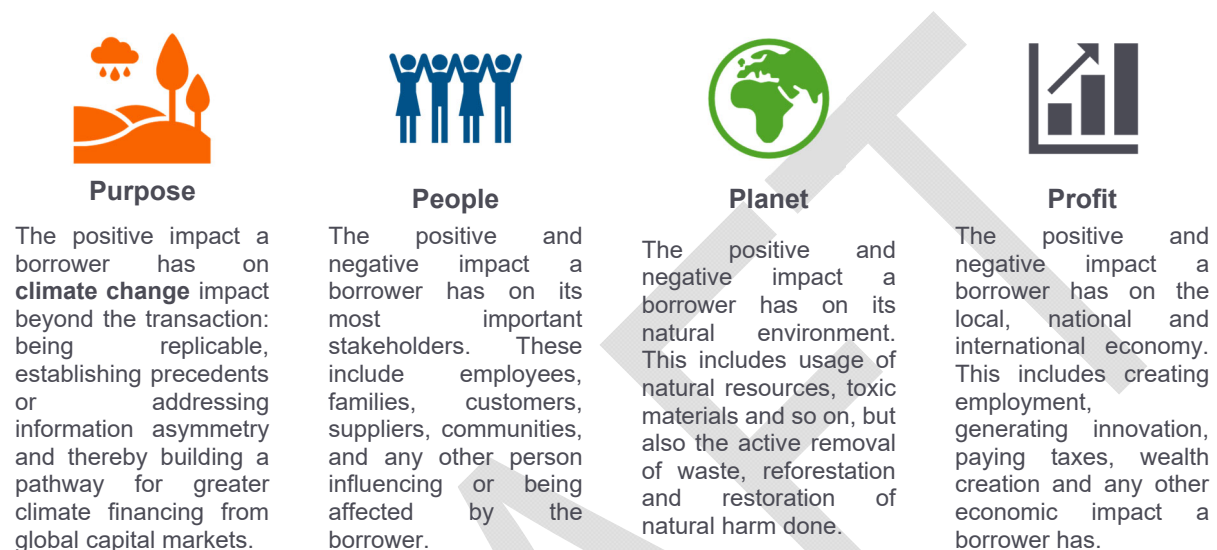 Purpose
The positive impact a
borrower has on
climate change impact
beyond the transaction:
being replicable,
establishing precedents
or addressing
information asymmetry
and thereby building a
pathway for greater
climate financing from
global capital markets.
People
The positive and
negative impact a
borrower has on its
most important
stakeholders. These
include employees,
families, customers,
suppliers, communities,
and any other person
influencing or being
affected by the
borrower.
Planet
The positive and
negative impact a
borrower has on its
natural environment.
This includes usage of
natural resources, toxic
materials and so on, but
also the active removal
of waste, reforestation
and restoration of
natural harm done.
Profit
The positive and
negative impact a
borrower has on the
local, national and
international economy.
This includes creating
employment,
generating innovation,
paying taxes, wealth
creation and any other
economic impact a
borrower has.